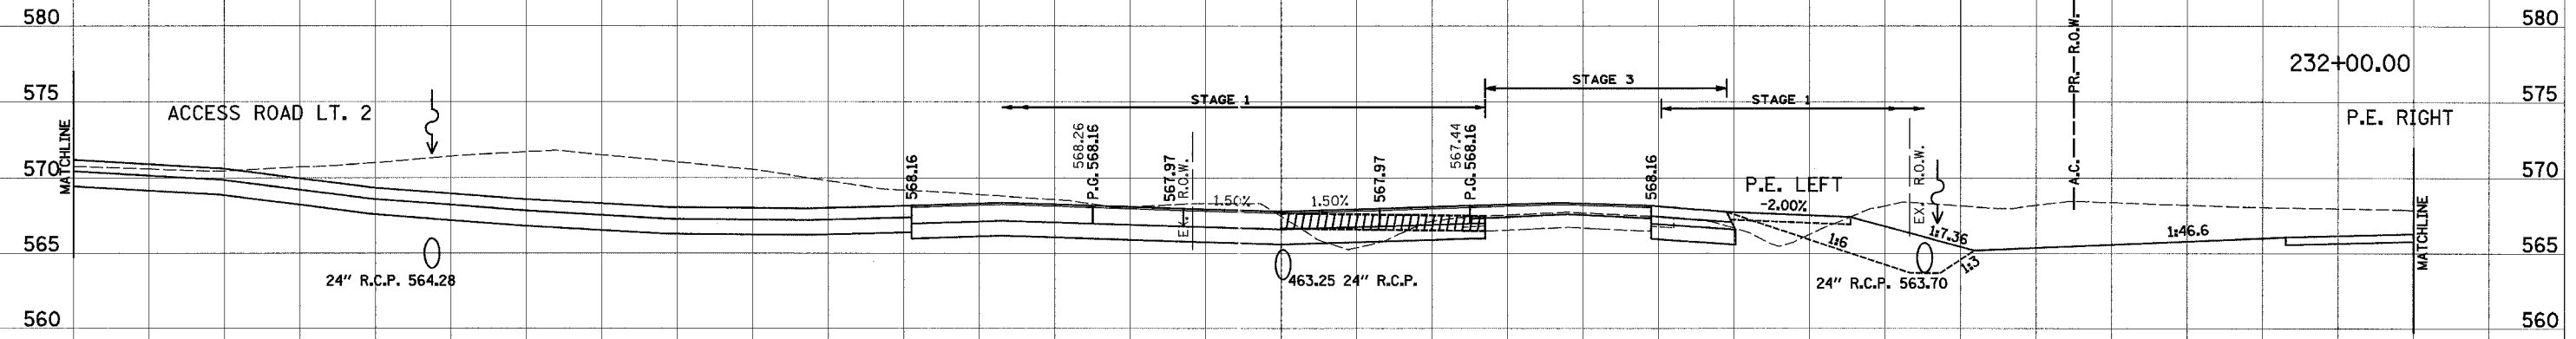 580
580
232+00.00
STAGE 3
575
STAGE 1
STAGE 1
575
ACCESS ROAD LT. 2
P.E. RIGHT
A.C.
PR. R.O.W.
MATCHLINE
568.16
568.26
P.G. 568.16
567.97
EX. R.O.W.
567.97
567.44
P.G. 568.16
568.16
EX. R.O.W.
570
570
P.E. LEFT
1.50%
1.50%
-2.00%
1:6
1:7.36
1:3
1:46.6
MATCHLINE
565
565
24" R.C.P. 564.28
463.25 24" R.C.P.
24" R.C.P. 563.70
560
560